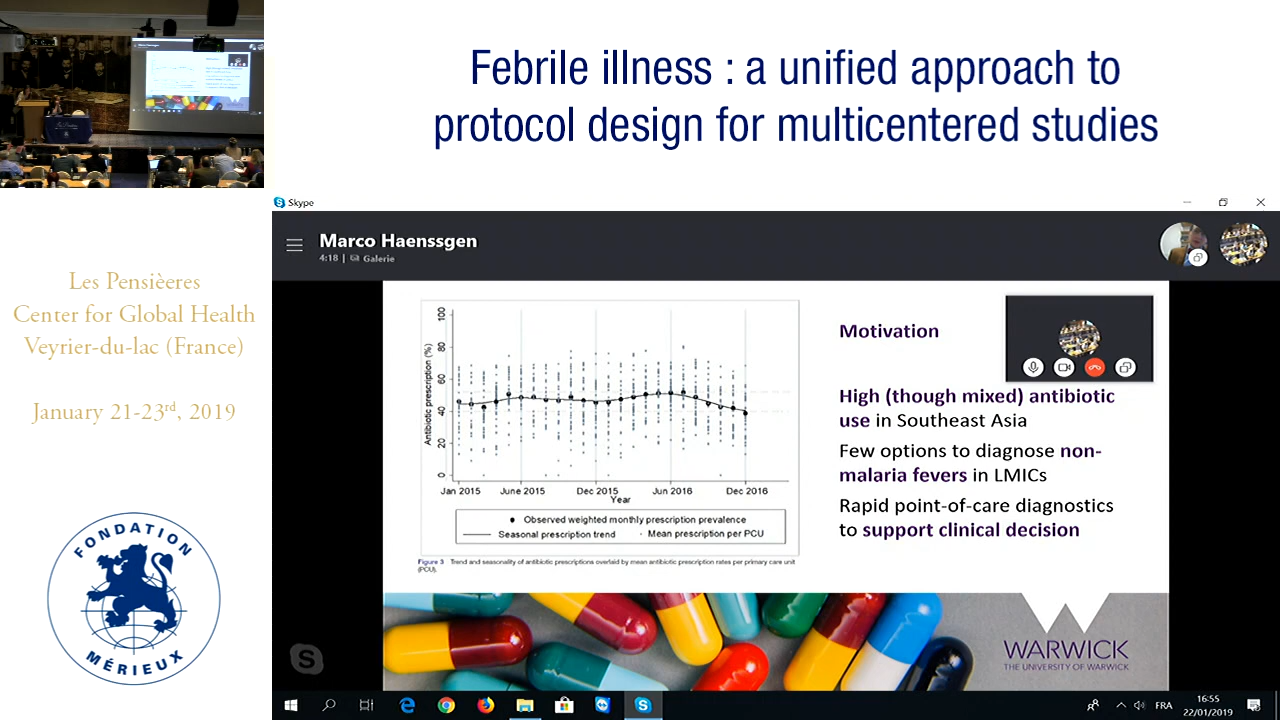 Febrile illness : a unified approach to
protocol design for multicentered studies
Les Pensièeres
Center for Global Health
Veyrier-du-lac (France)
January 21-23rd, 2019
FONDATION
MÉRIEUX
Skype
Marco Haenssgen
4:18 | Galerie
Antibiotic prescription (%)
100
80
60
40
20
0
Jan 2015 June 2015 Dec 2015 Jun 2016 Dec 2016
Year
Observed weighted monthly prescription prevalence
Seasonal prescription trend Mean prescription per PCU
Figure 3 Trend and seasonality of antibiotic prescriptions overlaid by mean antibiotic prescription rates per primary care unit
(PCU).
Motivation
High (though mixed) antibiotic
use in Southeast Asia
Few options to diagnose non-
malaria fevers in LMICs
Rapid point-of-care diagnostics
to support clinical decision
WARWICK
THE UNIVERSITY OF WARWICK
FRA
16:55
22/01/2019